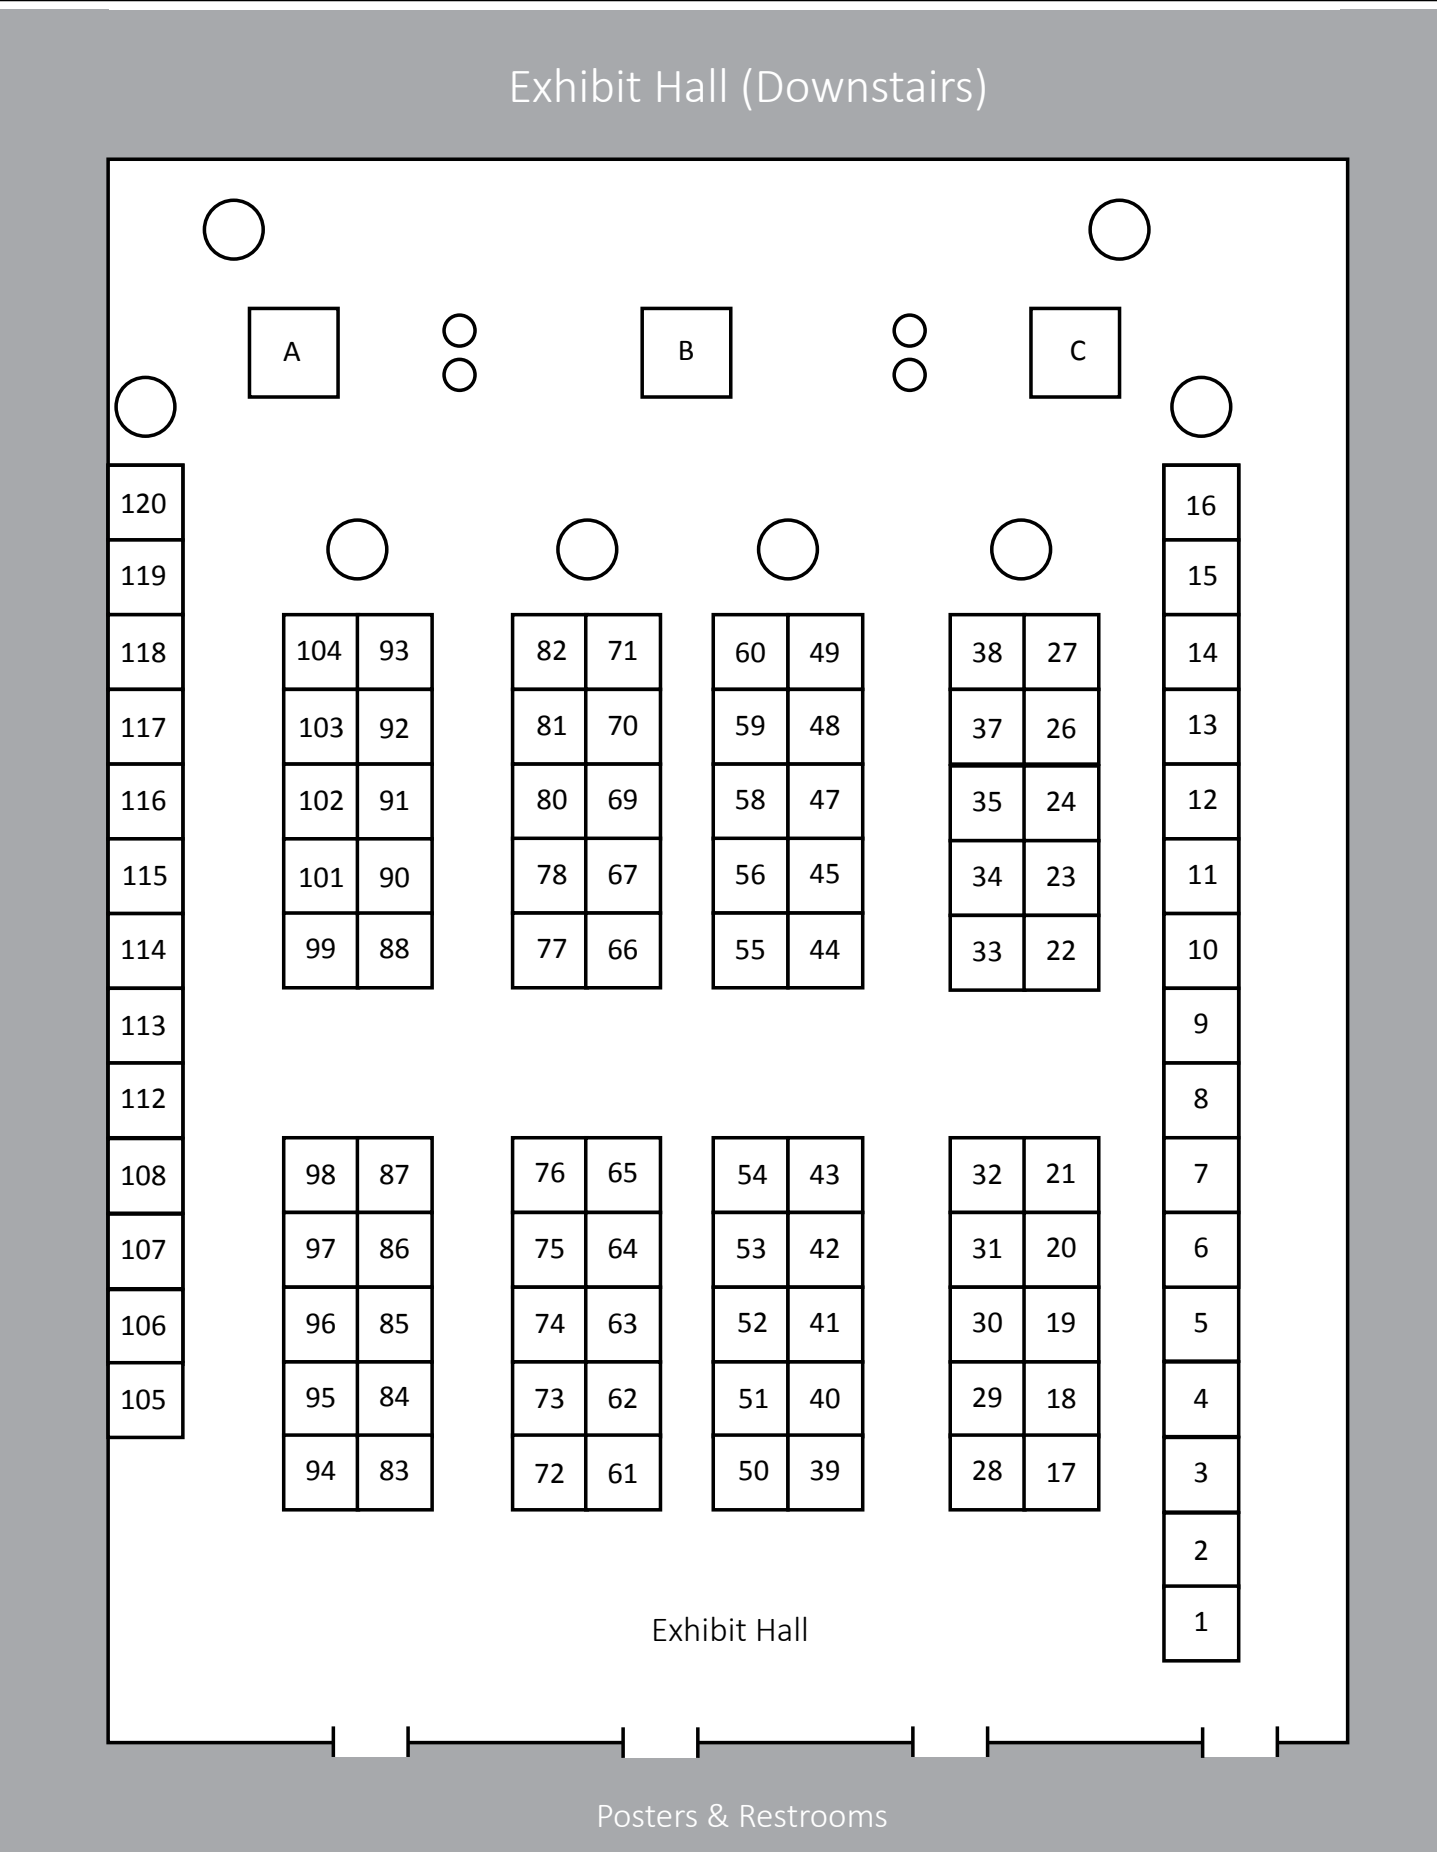 Exhibit Hall (Downstairs)
A B C
120 16
119 15
104 93 82 71 60 49 38 27
118 14
103 92 81 70 59 48 37 26
117 13
102 91 80 69 58 47 35 24
116 12
101 90 78 67 56 45 34 23
115 11
99 88 77 66 55 44 33 22
114 10
113 9
112 8
98 87 76 65 54 43 32 21
108 7
97 86 75 64 53 42 31 20
107 6
96 85 74 63 52 41 30 19
106 5
95 84 73 62 51 40 29 18
105 4
94 83 72 61 50 39 28 17
3
2
1
Exhibit Hall
Posters & Restrooms